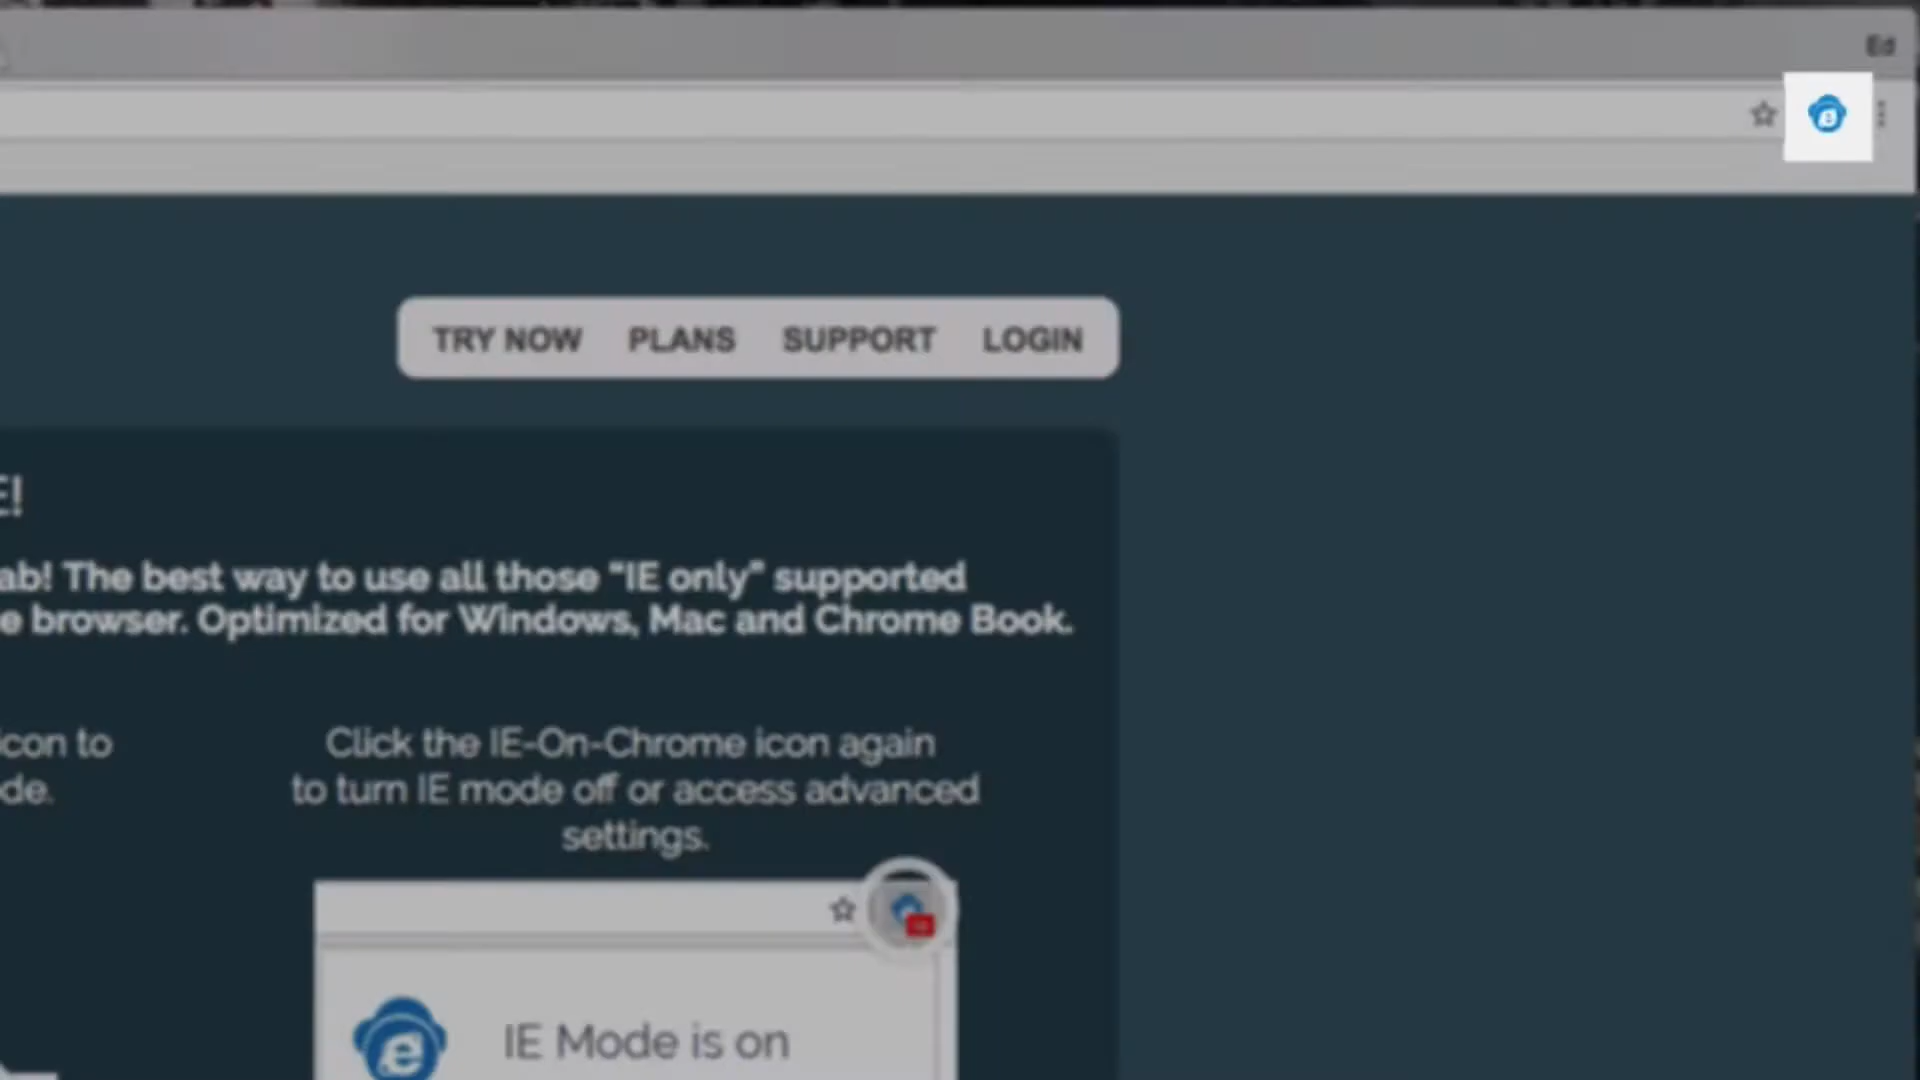 Ed
TRY NOW PLANS SUPPORT LOGIN
E!
ab! The best way to use all those “IE only” supported
e browser. Optimized for Windows, Mac and Chrome Book.
icon to
de.
Click the IE-On-Chrome icon again
to turn IE mode off or access advanced
settings.
IE Mode is on